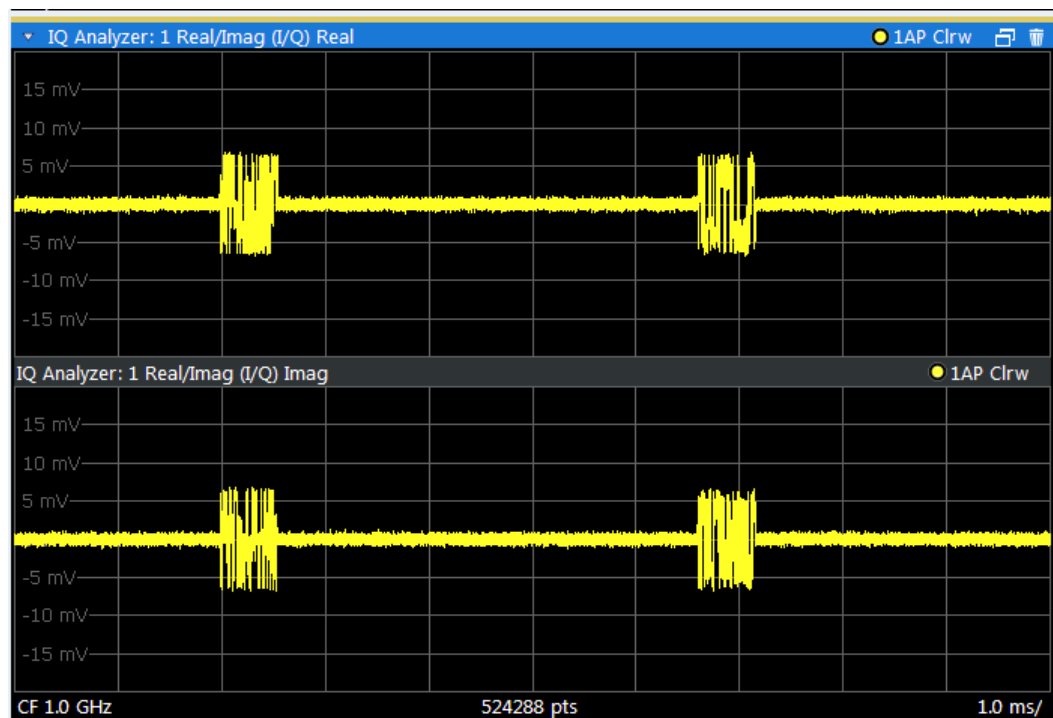 IQ Analyzer: 1 Real/Imag (I/Q) Real 1AP Clrw
15 mV
10 mV
5 mV
-5 mV
-10 mV
-15 mV
IQ Analyzer: 1 Real/Imag (I/Q) Imag 1AP Clrw
15 mV
10 mV
5 mV
-5 mV
-10 mV
-15 mV
CF 1.0 GHz 524288 pts 1.0 ms/